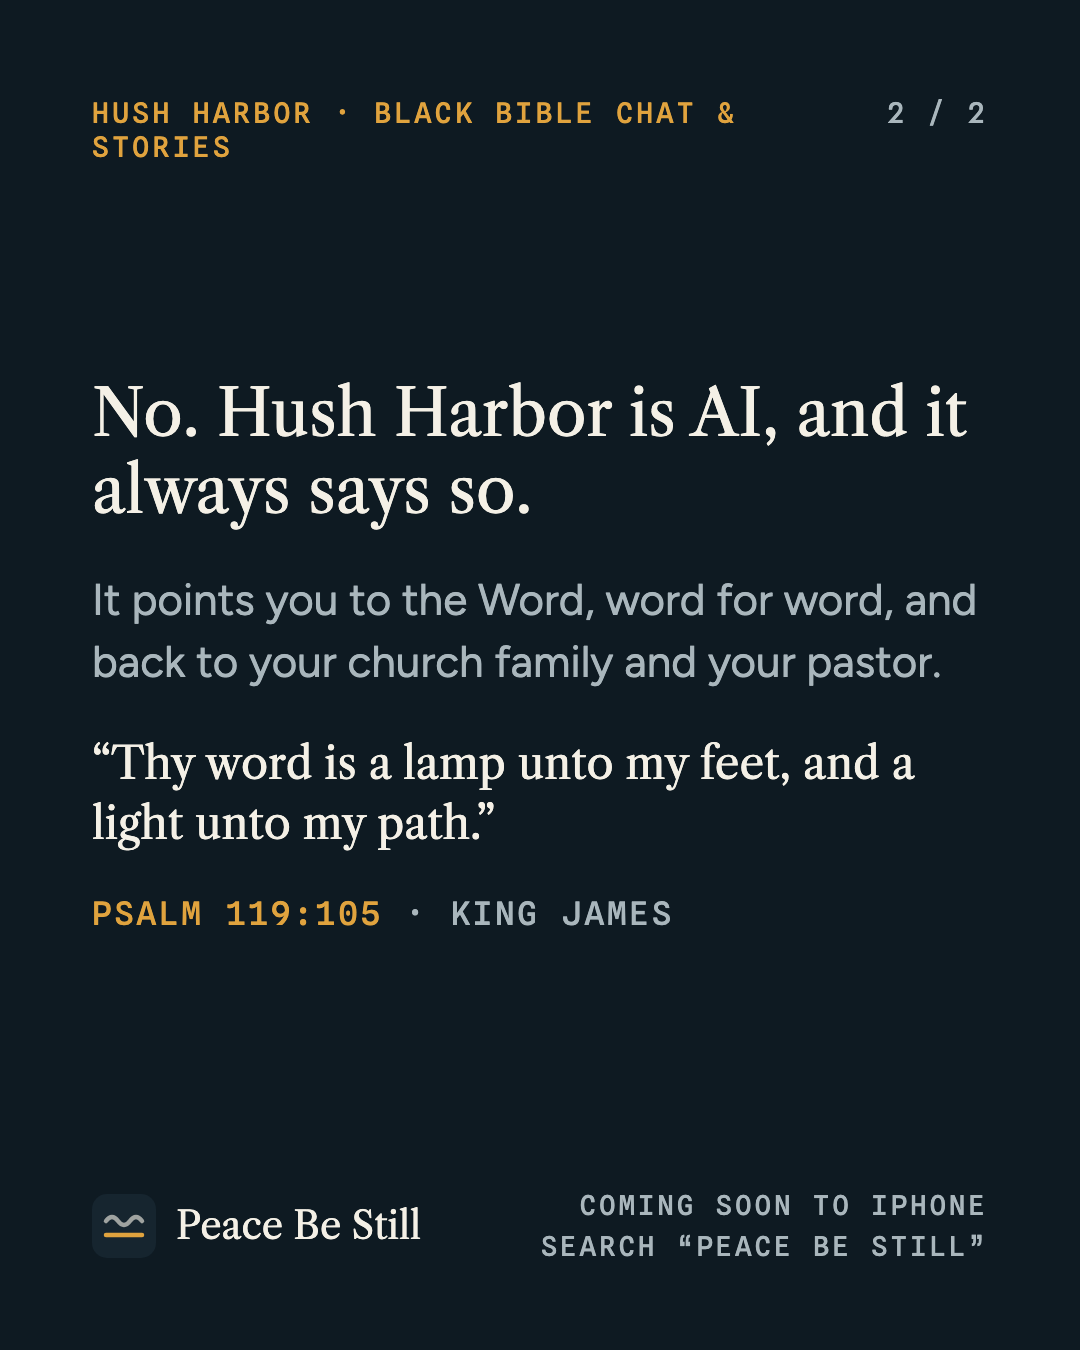 HUSH HARBOR · BLACK BIBLE CHAT &
STORIES
2 / 2
No. Hush Harbor is AI, and it
always says so.
It points you to the Word, word for word, and
back to your church family and your pastor.
“Thy word is a lamp unto my feet, and a
light unto my path.”
PSALM 119:105 · KING JAMES
Peace Be Still
COMING SOON TO IPHONE
SEARCH “PEACE BE STILL”